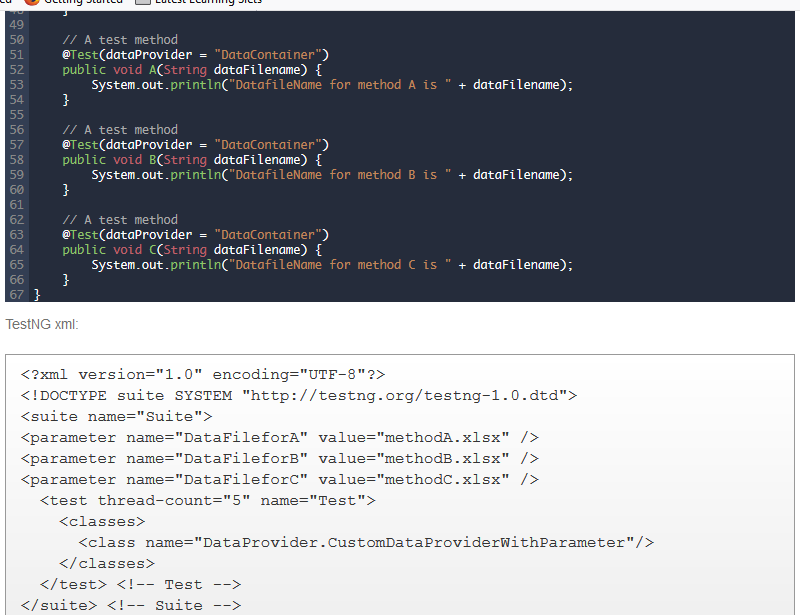 Getting Started Latest Learning Slets
48 }
49
50 // A test method
51 @Test(dataProvider = "DataContainer")
52 public void A(String dataFilename) {
53 System.out.println("DatafileName for method A is " + dataFilename);
54 }
55
56 // A test method
57 @Test(dataProvider = "DataContainer")
58 public void B(String dataFilename) {
59 System.out.println("DatafileName for method B is " + dataFilename);
60 }
61
62 // A test method
63 @Test(dataProvider = "DataContainer")
64 public void C(String dataFilename) {
65 System.out.println("DatafileName for method C is " + dataFilename);
66 }
67 }
TestNG xml:
<?xml version="1.0" encoding="UTF-8"?>
<!DOCTYPE suite SYSTEM "http://testng.org/testng-1.0.dtd">
<suite name="Suite">
<parameter name="DataFileforA" value="methodA.xlsx" />
<parameter name="DataFileforB" value="methodB.xlsx" />
<parameter name="DataFileforC" value="methodC.xlsx" />
<test thread-count="5" name="Test">
<classes>
<class name="DataProvider.CustomDataProviderWithParameter"/>
</classes>
</test> <!-- Test -->
</suite> <!-- Suite -->